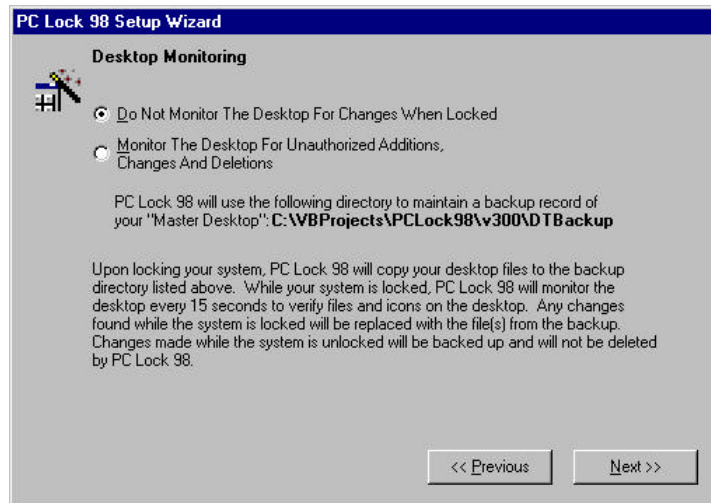 PC Lock 98 Setup Wizard
Desktop Monitoring
Do Not Monitor The Desktop For Changes When Locked
Monitor The Desktop For Unauthorized Additions,
Changes And Deletions
PC Lock 98 will use the following directory to maintain a backup record of
your "Master Desktop": C:\VBProjects\PCLock98\v300\DTBackup
Upon locking your system, PC Lock 98 will copy your desktop files to the backup
directory listed above.  While your system is locked, PC Lock 98 will monitor the
desktop every 15 seconds to verify files and icons on the desktop.  Any changes
found while the system is locked will be replaced with the file(s) from the backup.
Changes made while the system is unlocked will be backed up and will not be deleted
by PC Lock 98.
<< Previous
Next >>